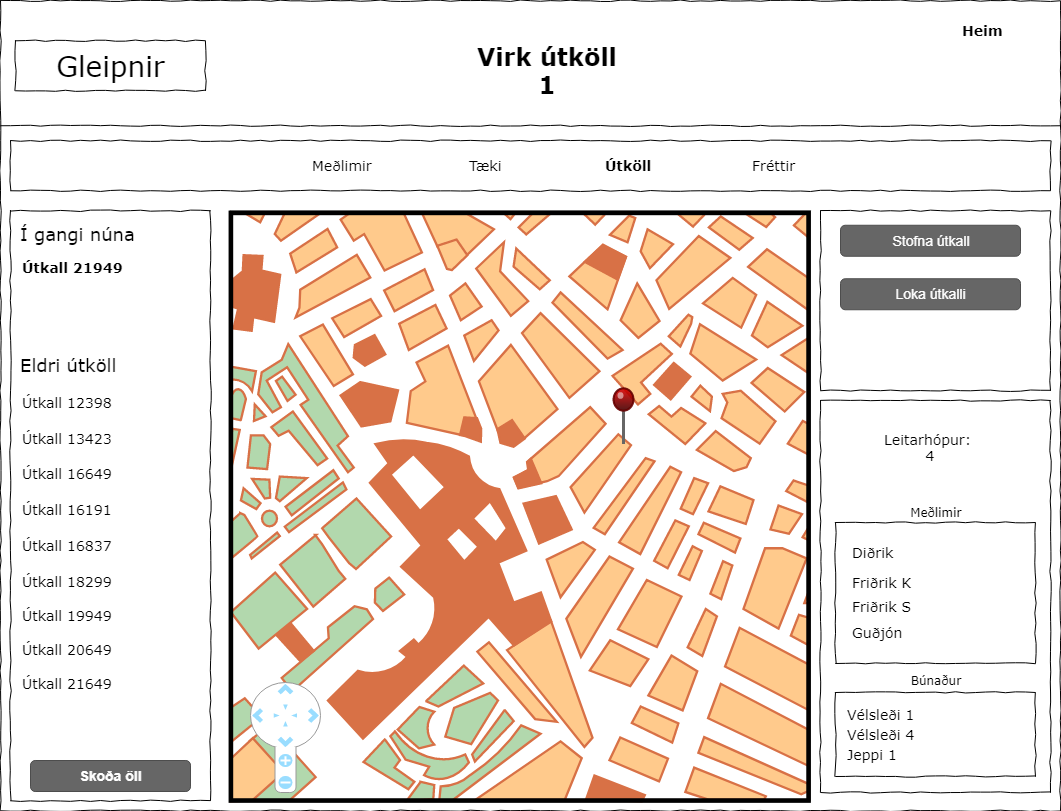 Heim
Gleipnir
Virk útköll
1
Meðlimir
Tæki
Útköll
Fréttir
Í gangi núna
Útkall 21949
Eldri útköll
Útkall 12398
Útkall 13423
Útkall 16649
Útkall 16191
Útkall 16837
Útkall 18299
Útkall 19949
Útkall 20649
Útkall 21649
Skoða öll
Stofna útkall
Loka útkalli
Leitarhópur:
4
Meðlimir
Diðrik
Friðrik K
Friðrik S
Guðjón
Búnaður
Vélsleði 1
Vélsleði 4
Jeppi 1